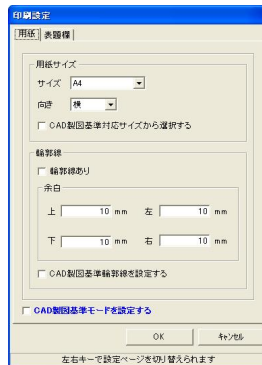 印刷設定
用紙 表題欄
用紙サイズ
サイズ A4
向き 横
CAD製図基準対応サイズから選択する
輪郭線
輪郭線あり
余白
上 10 mm 左 10 mm
下 10 mm 右 10 mm
CAD製図基準輪郭線を設定する
CAD製図基準モードを設定する
OK キャンセル
左右キーで設定ページを切り替えられます